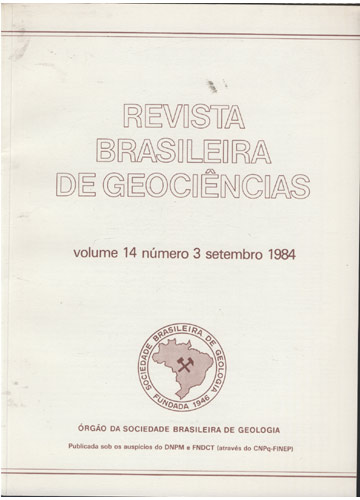 REVISTA
BRASILEIRA
DE GEOCIÊNCIAS
volume 14 número 3 setembro 1984
SOCIEDADE BRASILEIRA DE GEOLOGIA
FUNDADA 1946
ÓRGÃO DA SOCIEDADE BRASILEIRA DE GEOLOGIA
Publicada sob os auspícios do DNPM e FNDCT (através do CNPq-FINEP)